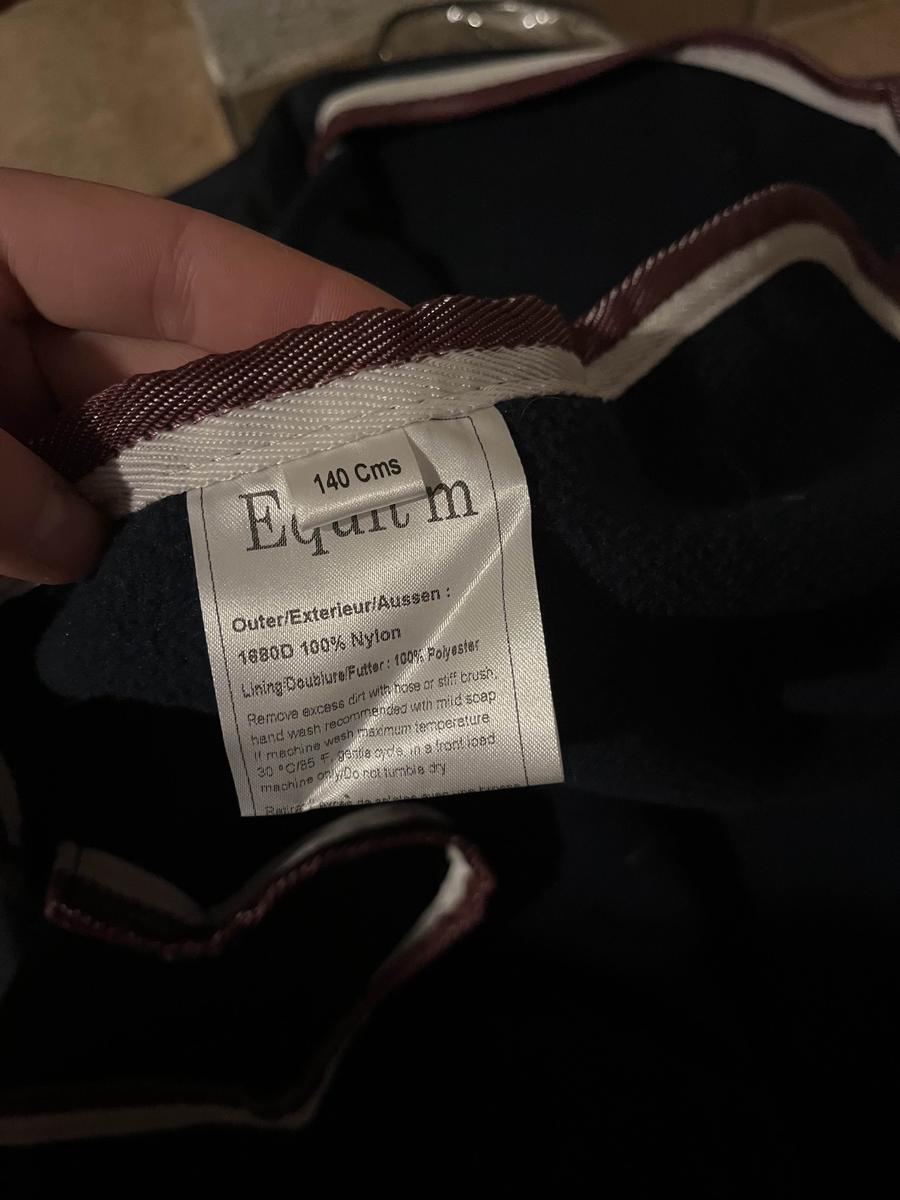 140 Cms
Equit'm
Outer/Exterieur/Aussen :
1680D 100% Nylon
Lining/Doublure/Futter : 100% Polyester
Remove excess dirt with hose or stiff brush,
hand wash recommended with mild soap
If machine wash maximum temperature
30 °C/85 °F, gentle cycle, in a front load
machine only/Do not tumble dry